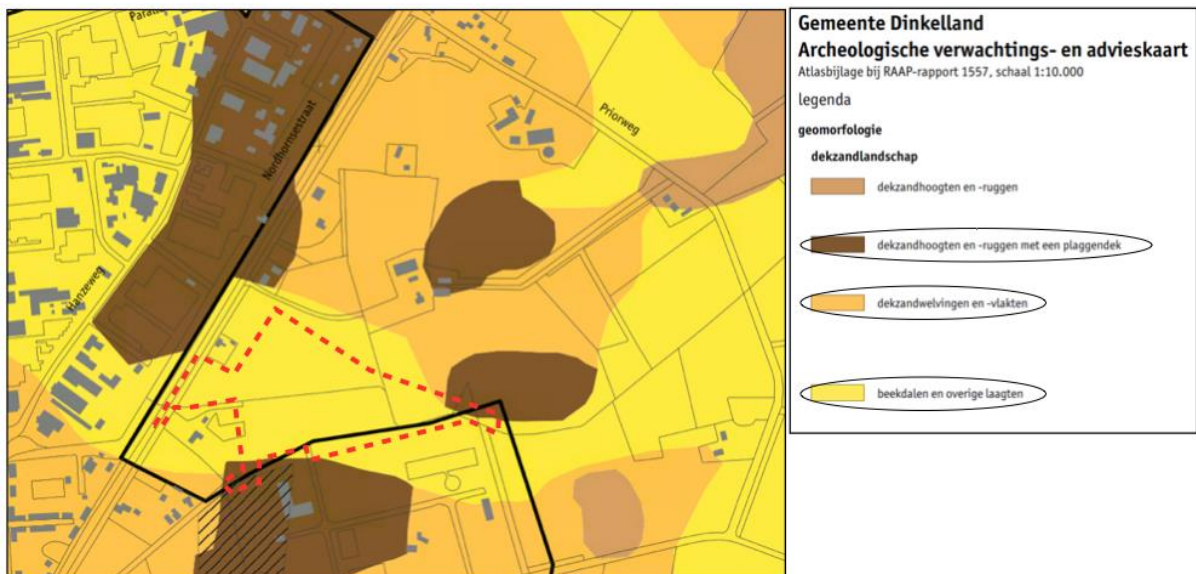 Nordhornsestraat
Priorweg
Hanzeweg
Gemeente Dinkelland
Archeologische verwachtings- en advieskaart
Atlasbijlage bij RAAP-rapport 1557, schaal 1:10.000
legenda
geomorfologie
dekzandlandschap
dekzandhoogten en -ruggen
dekzandhoogten en -ruggen met een plaggendek
dekzandwelvingen en -vlakten
beekdalen en overige laagten